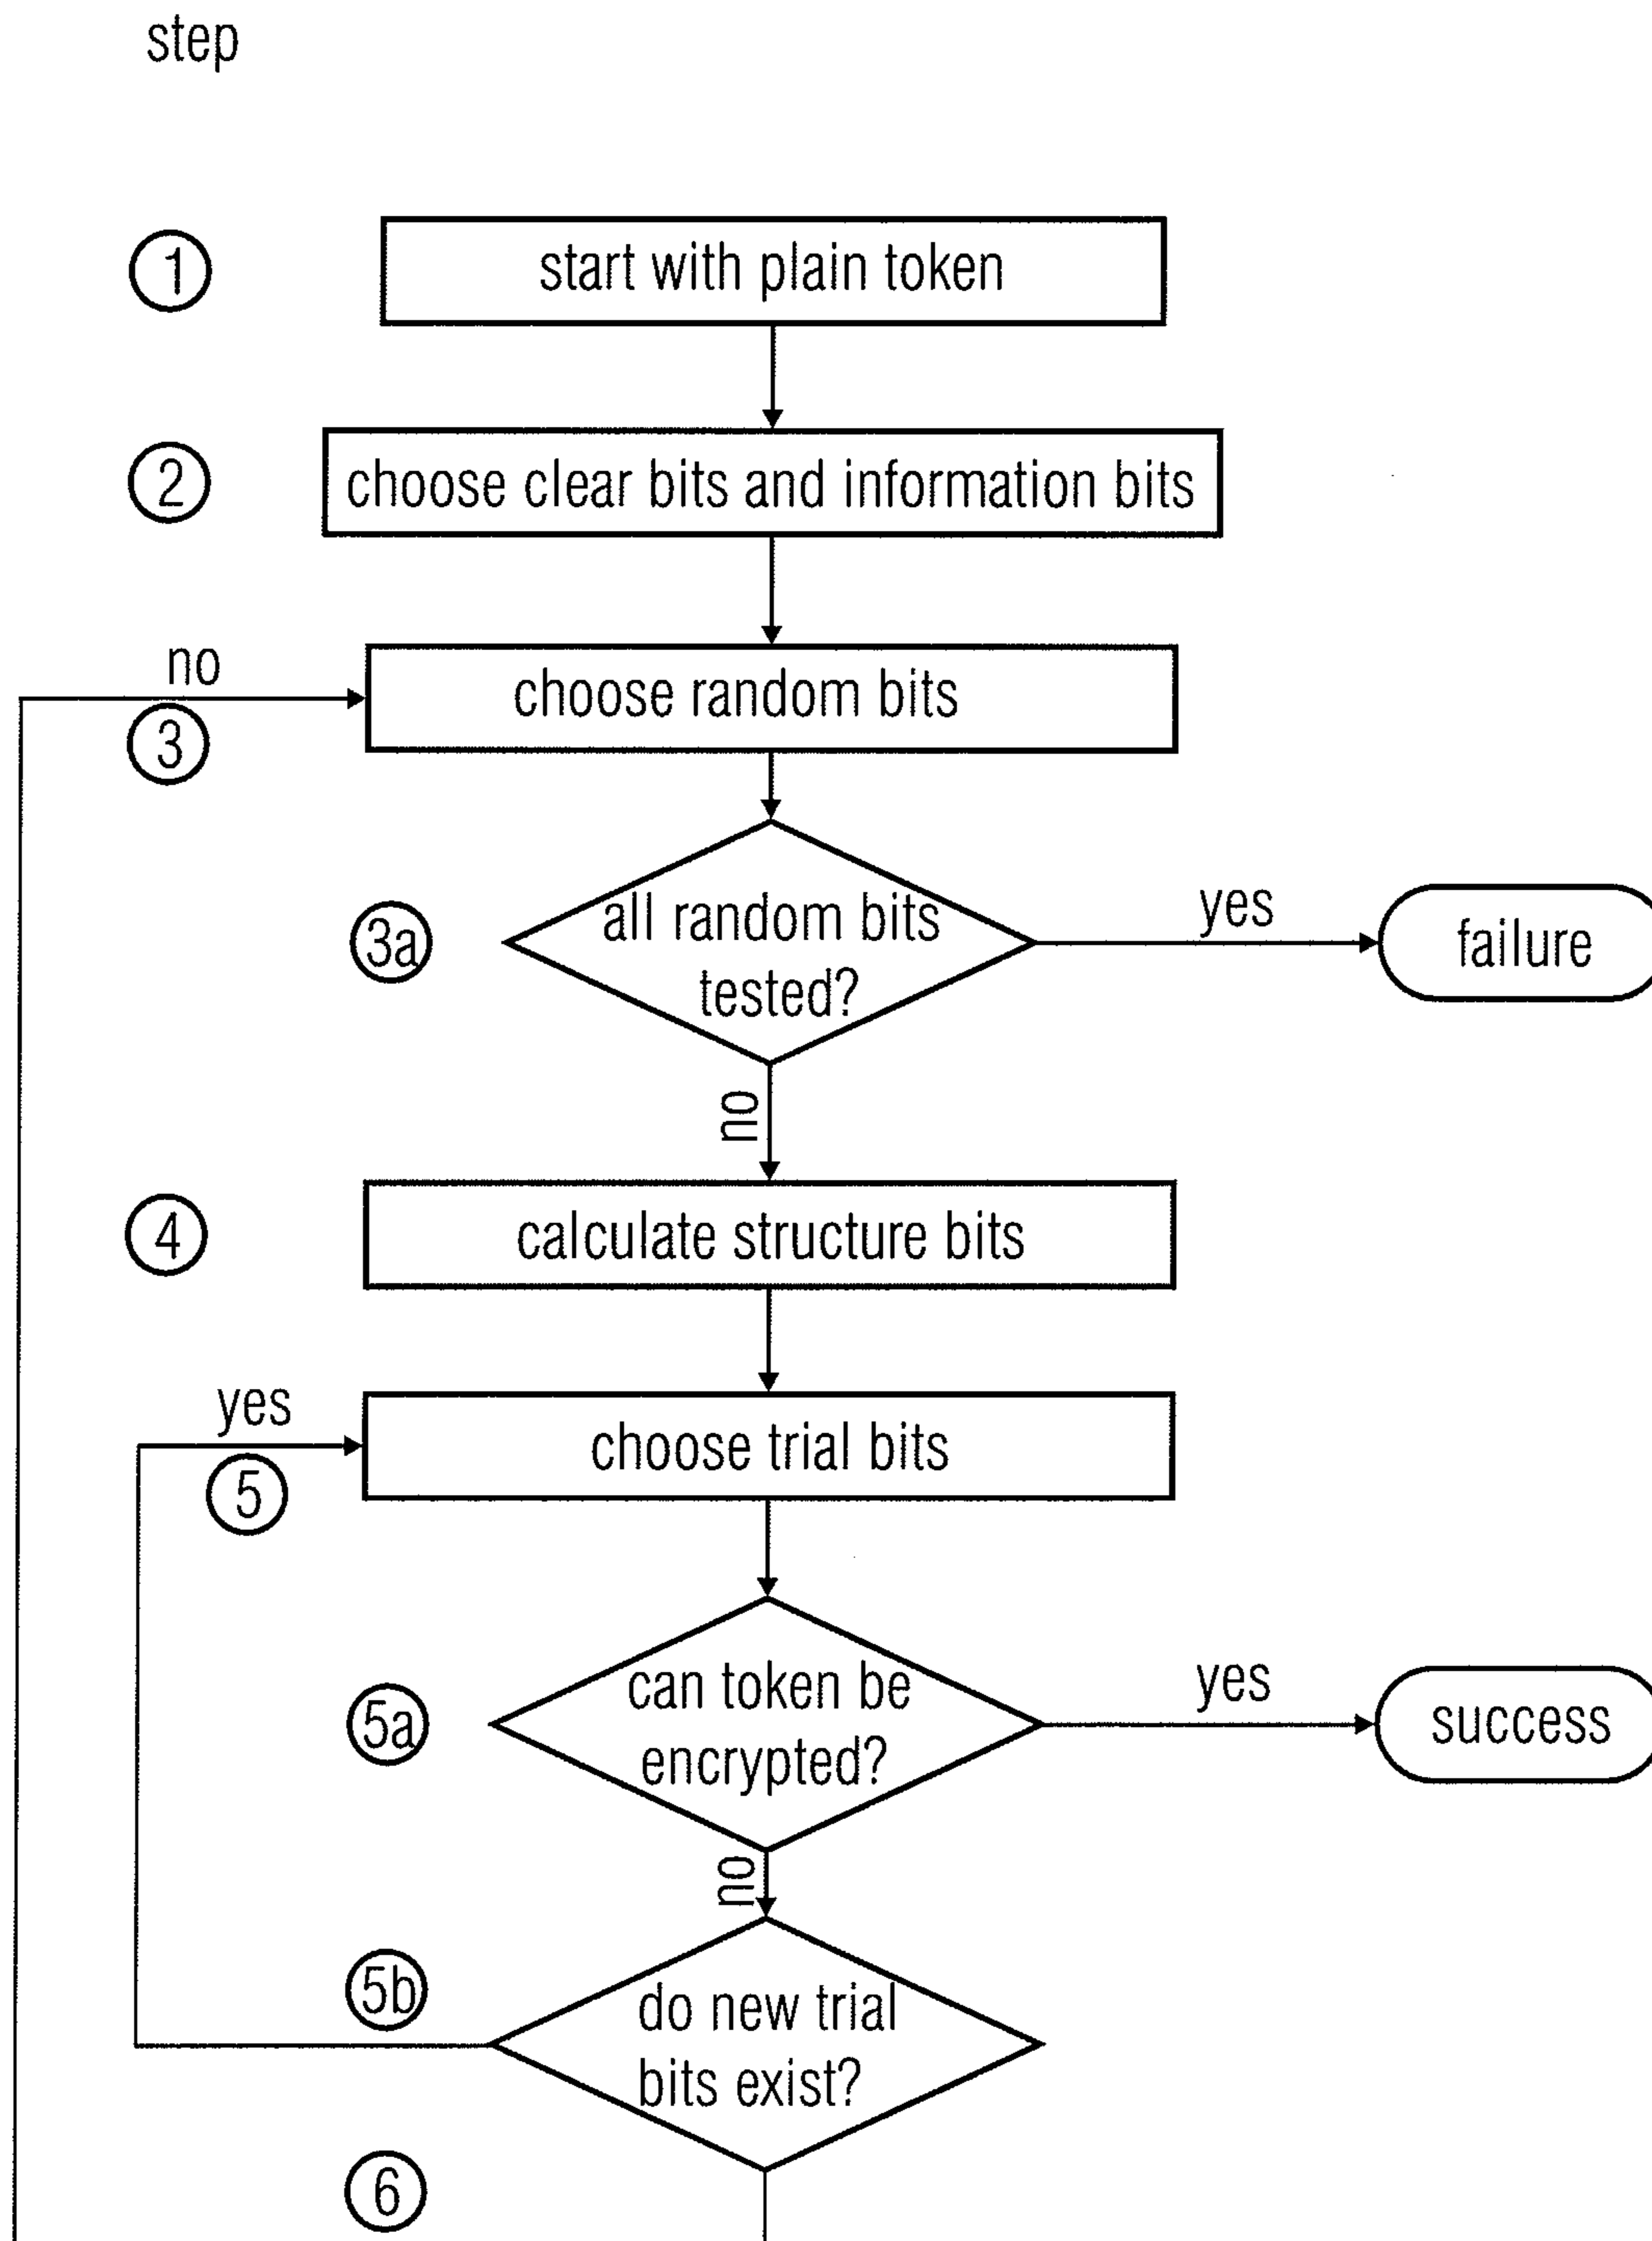 step
1
start with plain token
2
choose clear bits and information bits
no
3
choose random bits
3a
all random bits
tested?
yes
failure
no
4
calculate structure bits
yes
5
choose trial bits
5a
can token be
encrypted?
yes
success
no
5b
do new trial
bits exist?
6